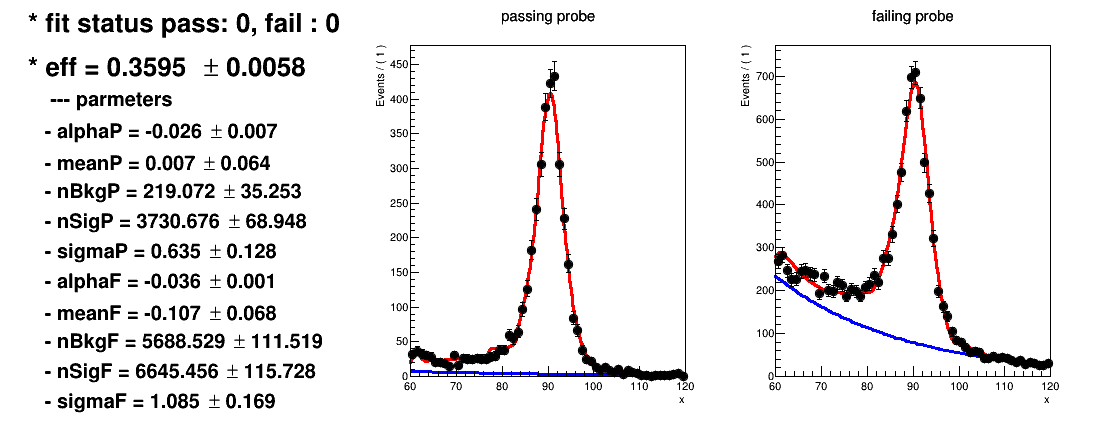 * fit status pass: 0, fail : 0
* eff = 0.3595 ± 0.0058
--- parmeters
- alphaP = -0.026 ± 0.007
- meanP = 0.007 ± 0.064
- nBkgP = 219.072 ± 35.253
- nSigP = 3730.676 ± 68.948
- sigmaP = 0.635 ± 0.128
- alphaF = -0.036 ± 0.001
- meanF = -0.107 ± 0.068
- nBkgF = 5688.529 ± 111.519
- nSigF = 6645.456 ± 115.728
- sigmaF = 1.085 ± 0.169
passing probe
Events / ( 1 )
450
400
350
300
250
200
150
100
50
0
60 70 80 90 100 110 120
x
failing probe
Events / ( 1 )
700
600
500
400
300
200
100
0
60 70 80 90 100 110 120
x